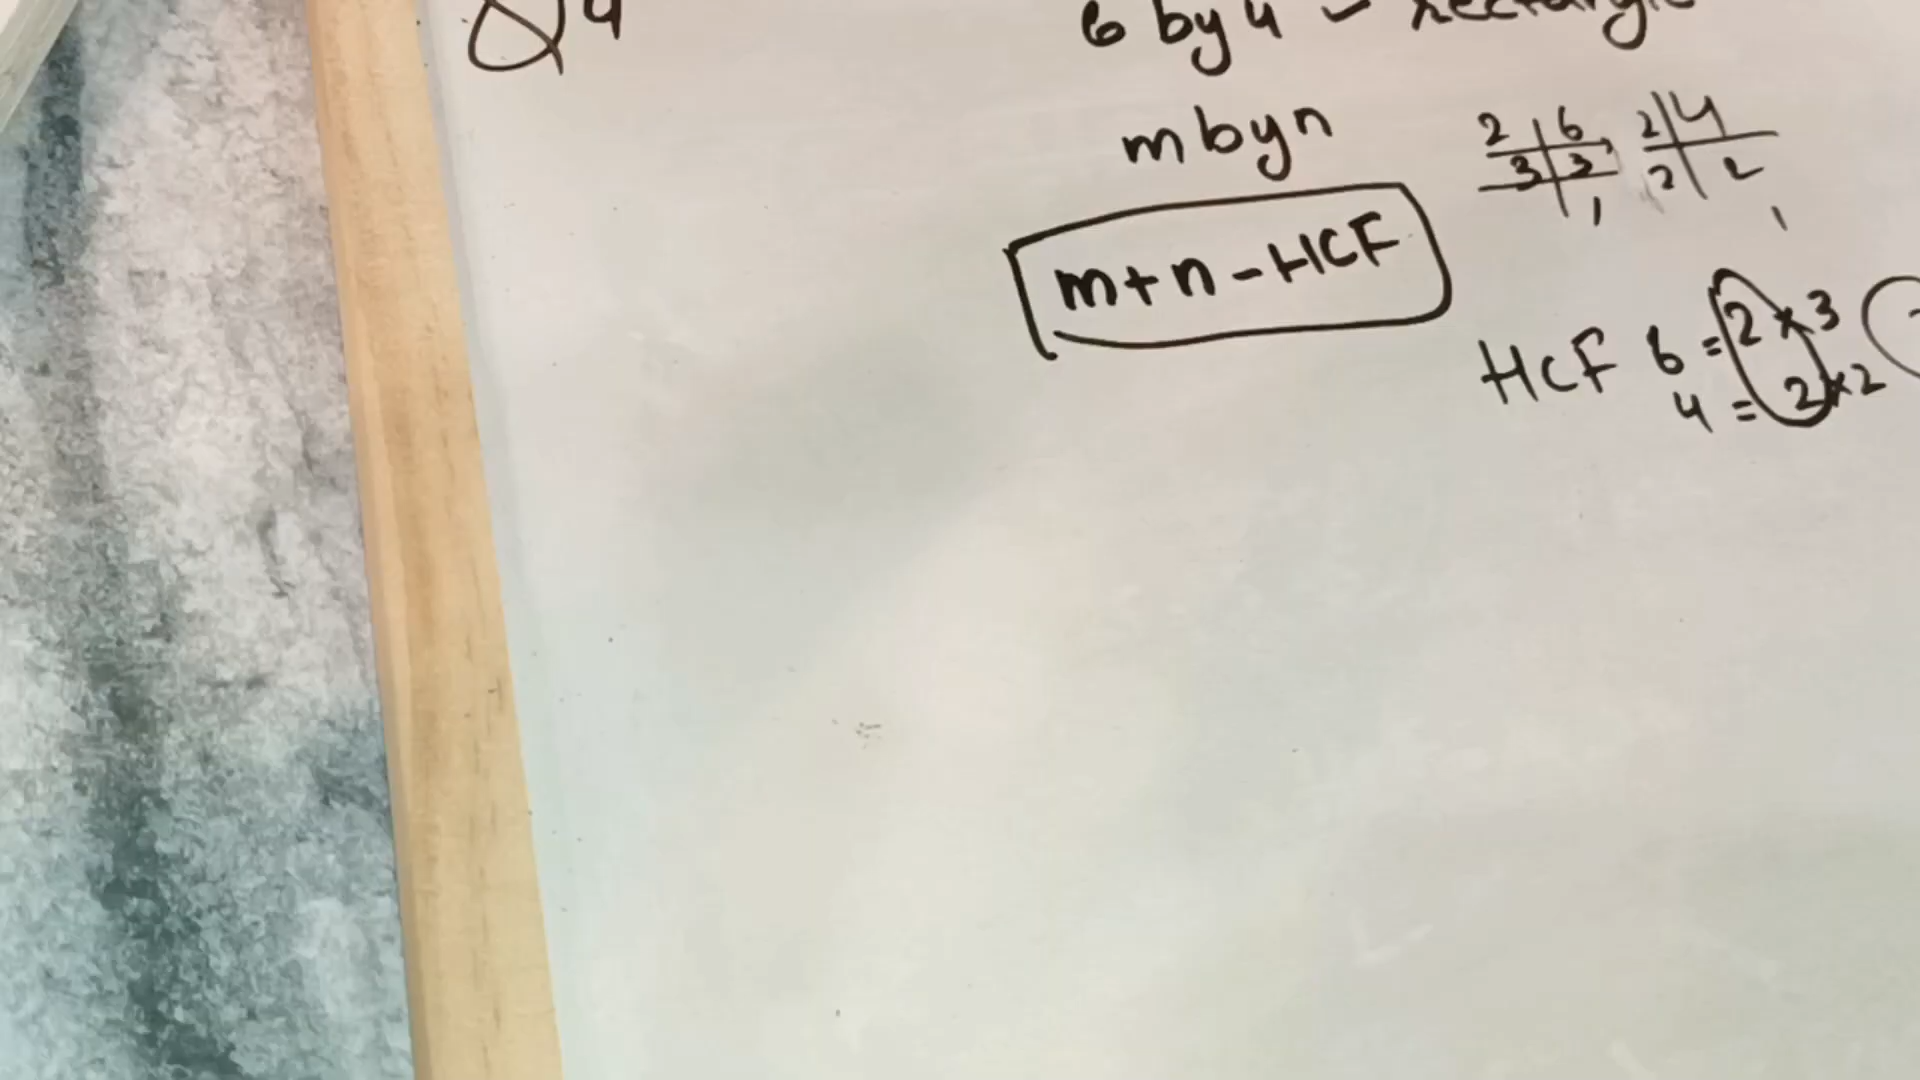 Q4
6 by 4 - rectangle
m by n
2 6, 2 4
3 3 2 2
1 1
m+n-HCF
HCF 6 = 2 × 3
4 = 2 × 2